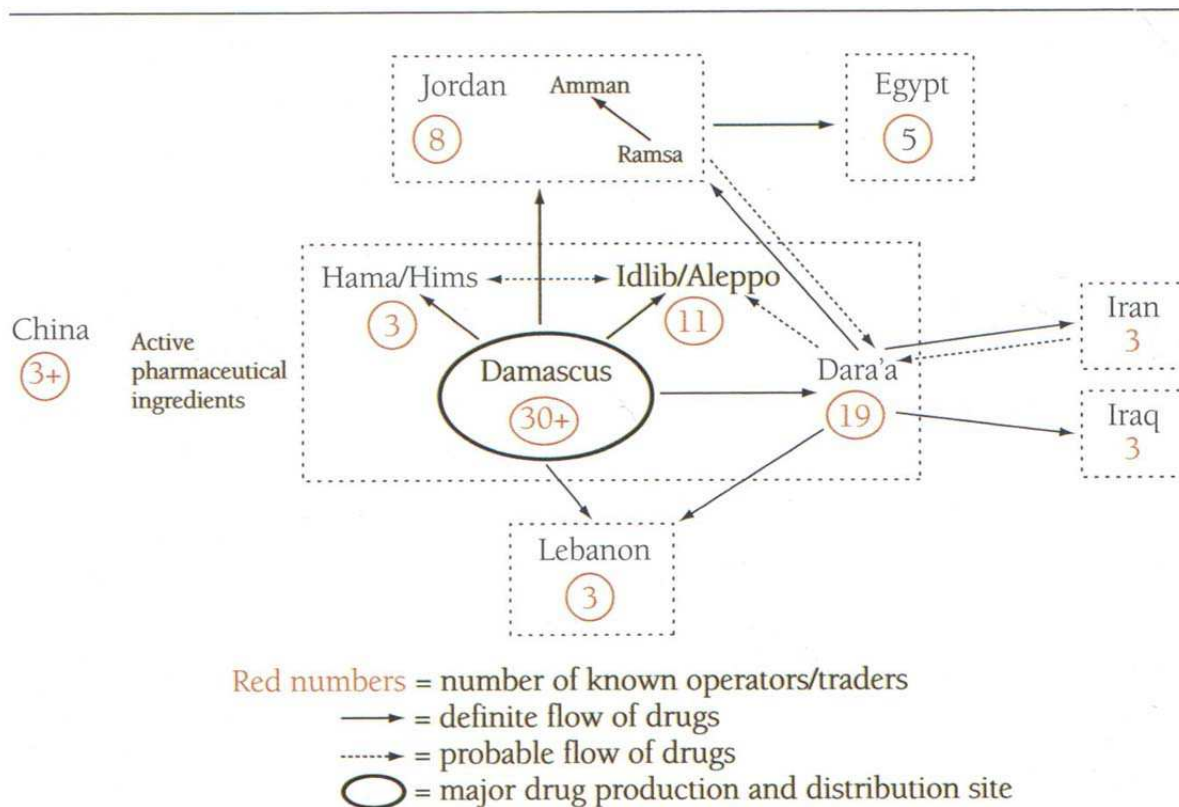 Jordan
8
Amman
Ramsa
Egypt
5
Hama/Hims
3
Idlib/Aleppo
11
China
3+
Active
pharmaceutical
ingredients
Damascus
30+
Dara'a
19
Iran
3
Iraq
3
Lebanon
3
Red numbers = number of known operators/traders
= definite flow of drugs
= probable flow of drugs
= major drug production and distribution site